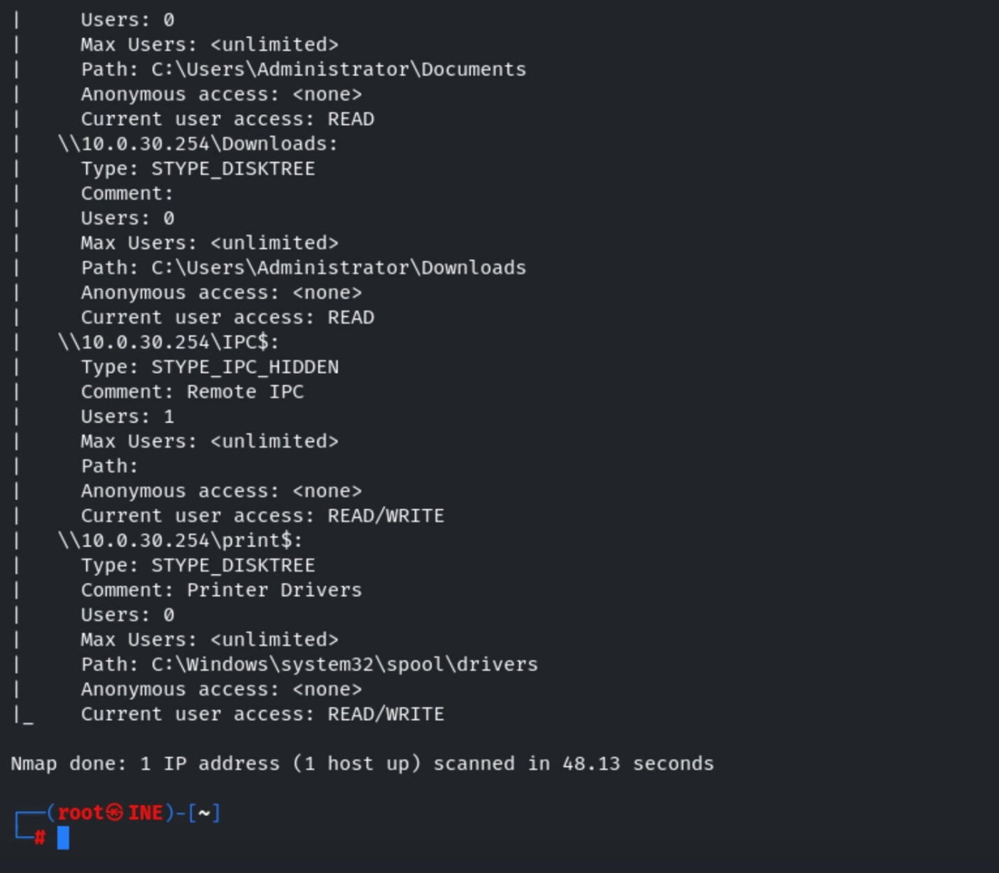 |     Users: 0
|     Max Users: <unlimited>
|     Path: C:\Users\Administrator\Documents
|     Anonymous access: <none>
|     Current user access: READ
|   \\10.0.30.254\Downloads:
|     Type: STYPE_DISKTREE
|     Comment:
|     Users: 0
|     Max Users: <unlimited>
|     Path: C:\Users\Administrator\Downloads
|     Anonymous access: <none>
|     Current user access: READ
|   \\10.0.30.254\IPC$:
|     Type: STYPE_IPC_HIDDEN
|     Comment: Remote IPC
|     Users: 1
|     Max Users: <unlimited>
|     Path:
|     Anonymous access: <none>
|     Current user access: READ/WRITE
|   \\10.0.30.254\print$:
|     Type: STYPE_DISKTREE
|     Comment: Printer Drivers
|     Users: 0
|     Max Users: <unlimited>
|     Path: C:\Windows\system32\spool\drivers
|     Anonymous access: <none>
|_    Current user access: READ/WRITE
Nmap done: 1 IP address (1 host up) scanned in 48.13 seconds
┌──(root㉿INE)-[~]
└─#